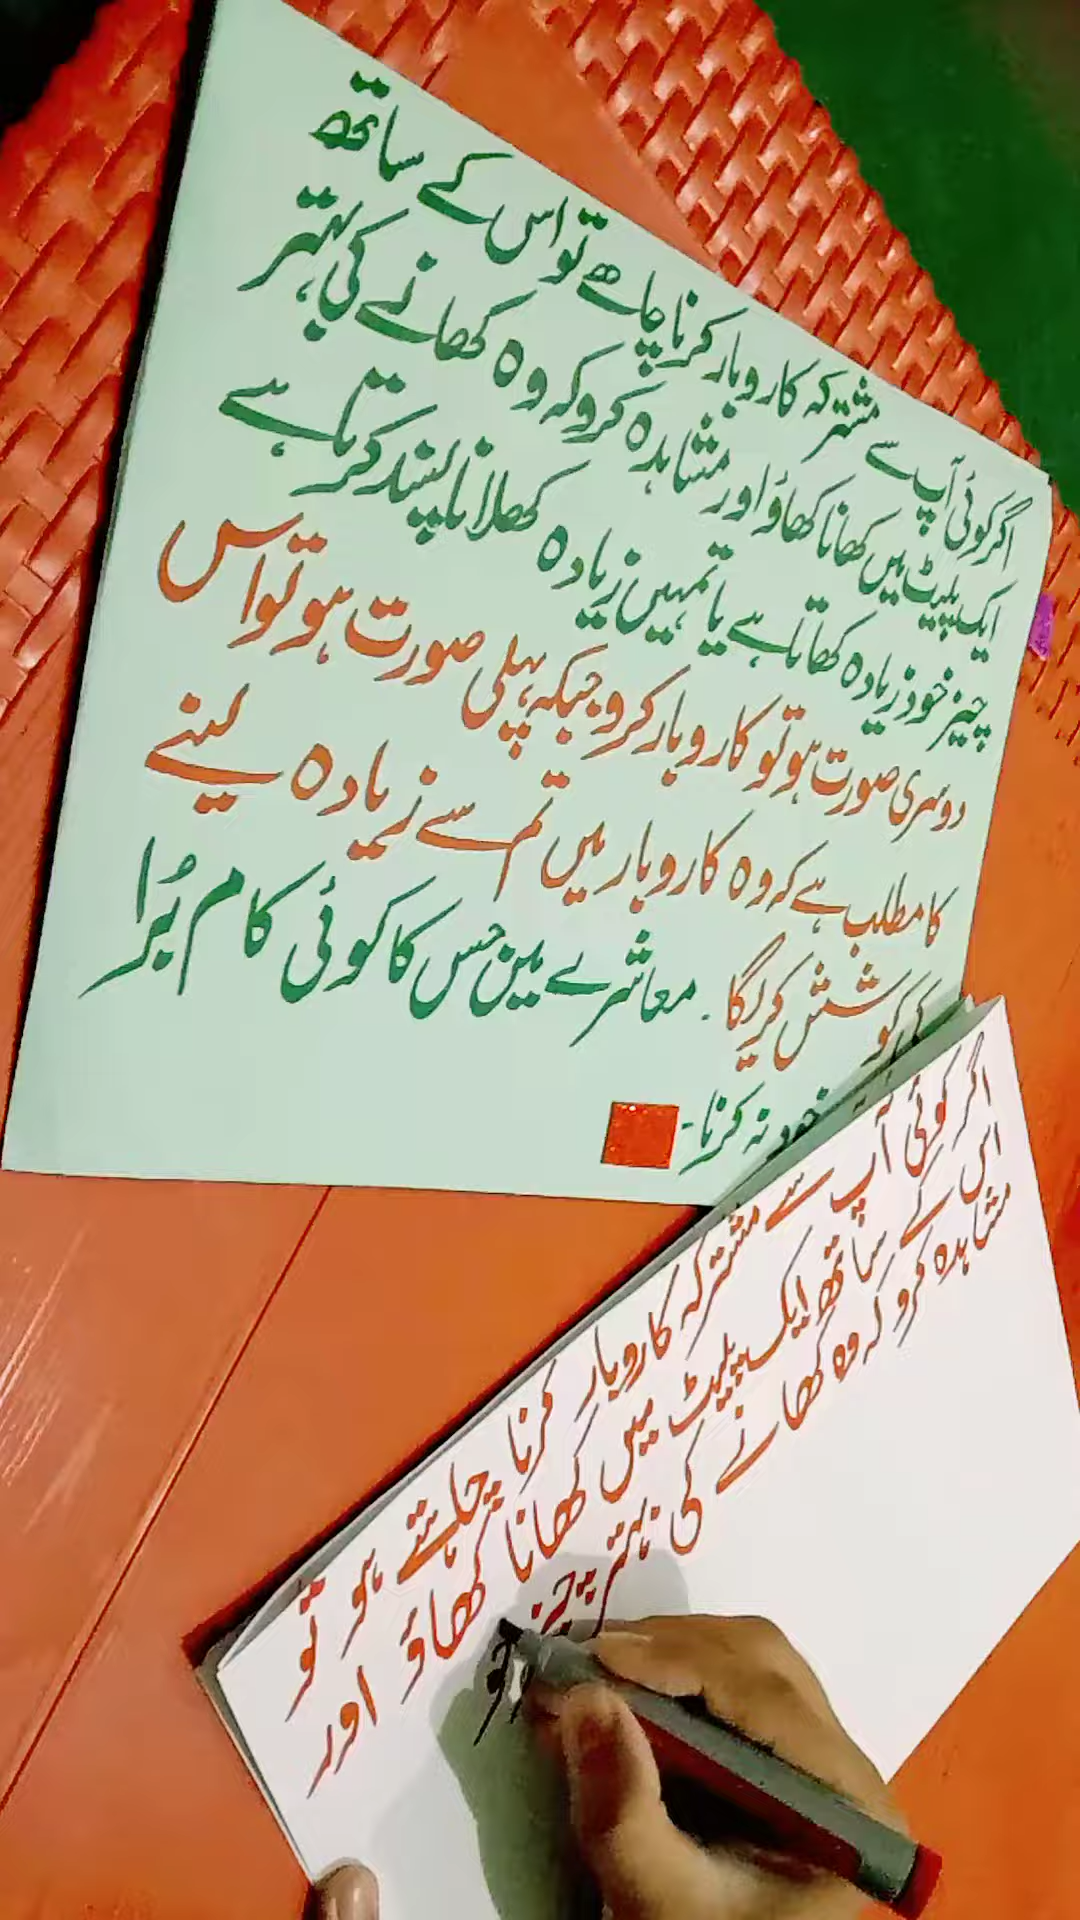 اگر کوئی آپ سے مشترکہ کاروبار کرنا چاہے تو اس کے ساتھ
ایک پلیٹ میں کھانا کھاؤ اور مشاہدہ کرو کہ وہ کھانے کی بہتر
چیز خود زیادہ کھاتا ہے یا تمہیں زیادہ کھلانا پسند کرتا ہے
دوسری صورت ہو تو کاروبار کرو جبکہ پہلی صورت ہو تو اس
کا مطلب ہے کہ وہ کاروبار میں تم سے زیادہ لینے
کی کوشش کریگا ۔ معاشرے مین جس کا کوئی کام بُرا
خود نہ کرنا ۔
اگر کوئی آپ سے مشترکہ کاروبار کرنا چاہتے ہو تو
اس کے ساتھ ایک پلیٹ میں کھانا کھاؤ اور
مشاہدہ کرو کہ وہ کھانے کی بہتر چیز